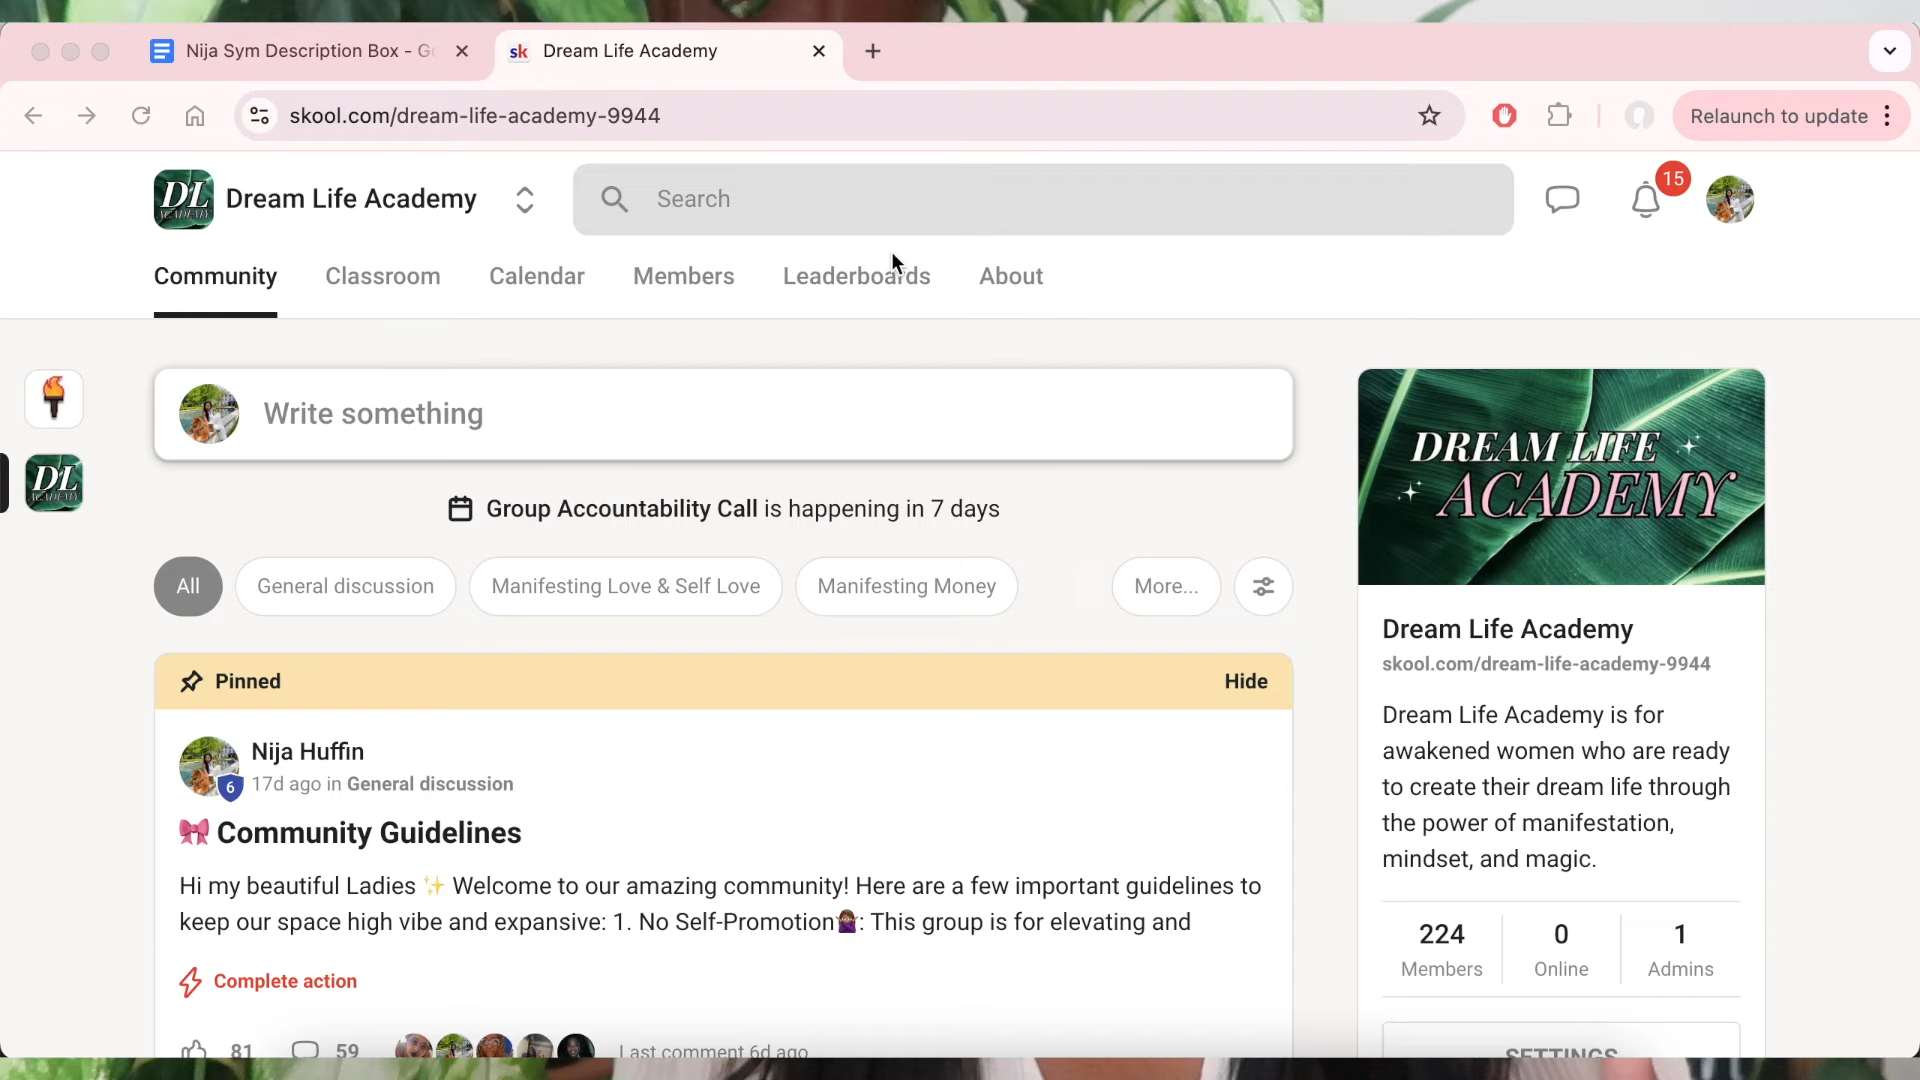 Nija Sym Description Box - Go
sk Dream Life Academy
skool.com/dream-life-academy-9944
Relaunch to update
DL
ACADEMY
Dream Life Academy
Search
15
Community
Classroom
Calendar
Members
Leaderboards
About
Write something
DL
ACADEMY
Group Accountability Call is happening in 7 days
All
General discussion
Manifesting Love & Self Love
Manifesting Money
More...
Pinned
Hide
Nija Huffin
6
17d ago in General discussion
🎀 Community Guidelines
Hi my beautiful Ladies ✨ Welcome to our amazing community! Here are a few important guidelines to
keep our space high vibe and expansive: 1. No Self-Promotion🙅🏾‍♀️: This group is for elevating and
Complete action
81
59
Last comment 6d ago
DREAM LIFE
ACADEMY
Dream Life Academy
skool.com/dream-life-academy-9944
Dream Life Academy is for
awakened women who are ready
to create their dream life through
the power of manifestation,
mindset, and magic.
224
Members
0
Online
1
Admins
SETTINGS